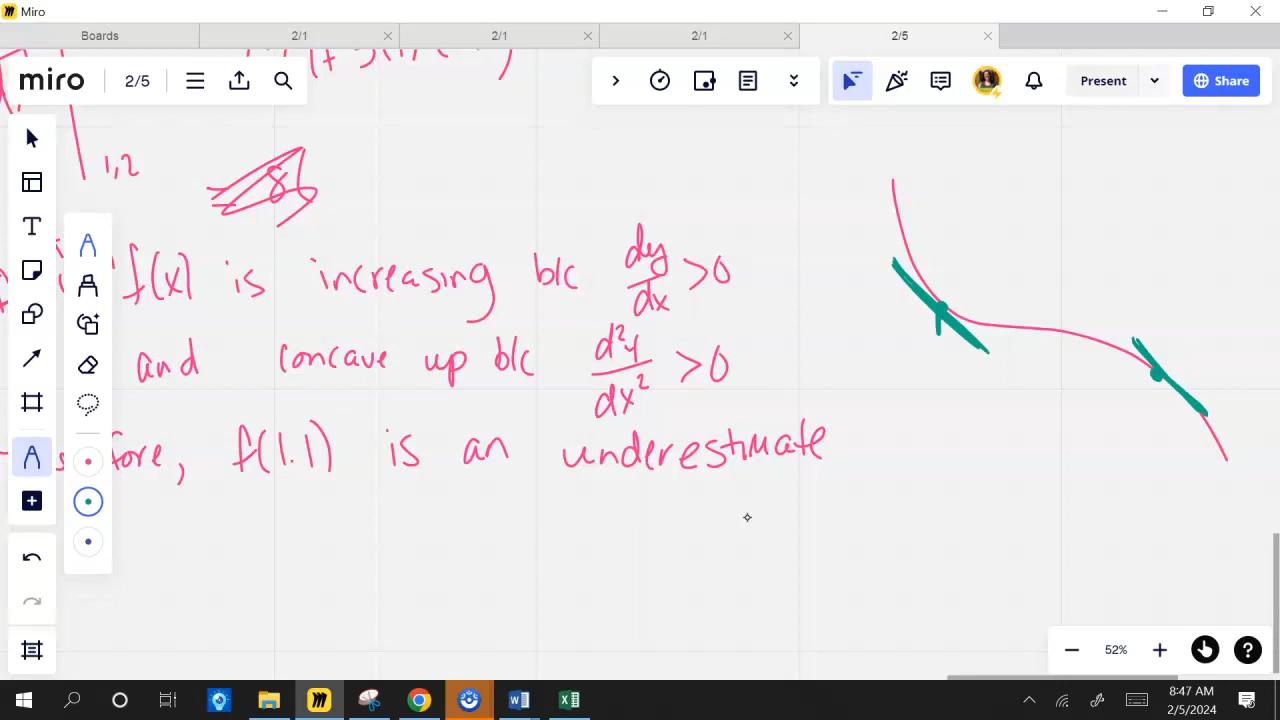 Miro
Boards
2/1
2/1
2/1
2/5
miro
2/5
Present
Share
1,2
8
f(x) is increasing b/c dy/dx >0
and concave up b/c d²y/dx² >0
fore, f(1.1) is an underestimate
52%
8:47 AM
2/5/2024